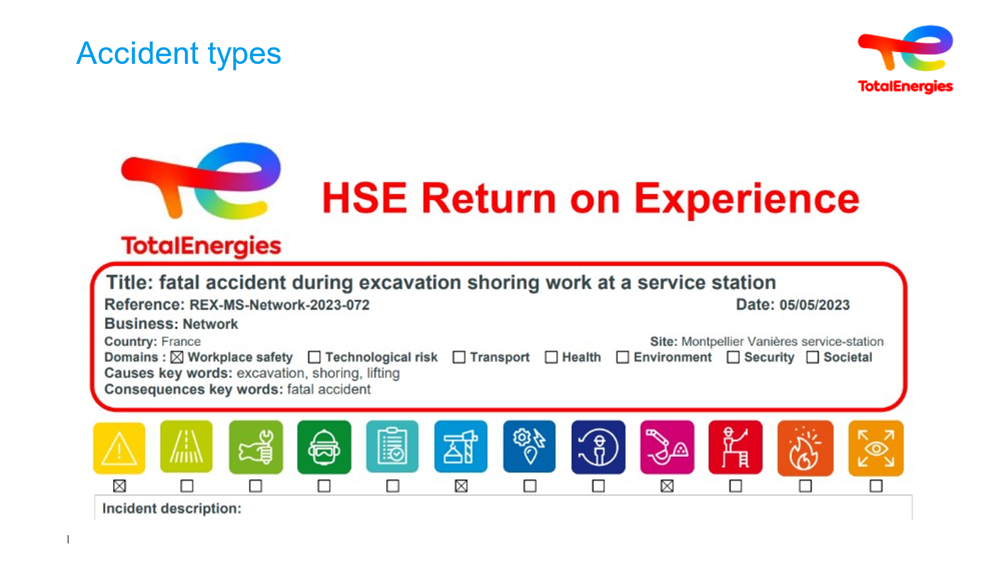 Accident types
TotalEnergies
HSE Return on Experience
TotalEnergies
Title: fatal accident during excavation shoring work at a service station
Reference: REX-MS-Network-2023-072 Date: 05/05/2023
Business: Network
Country: France Site: Montpellier Vanières service-station
Domains : ☒ Workplace safety ☐ Technological risk ☐ Transport ☐ Health ☐ Environment ☐ Security ☐ Societal
Causes key words: excavation, shoring, lifting
Consequences key words: fatal accident
☒ ☐ ☐ ☐ ☐ ☒ ☐ ☐ ☒ ☐ ☐ ☐
Incident description:
|